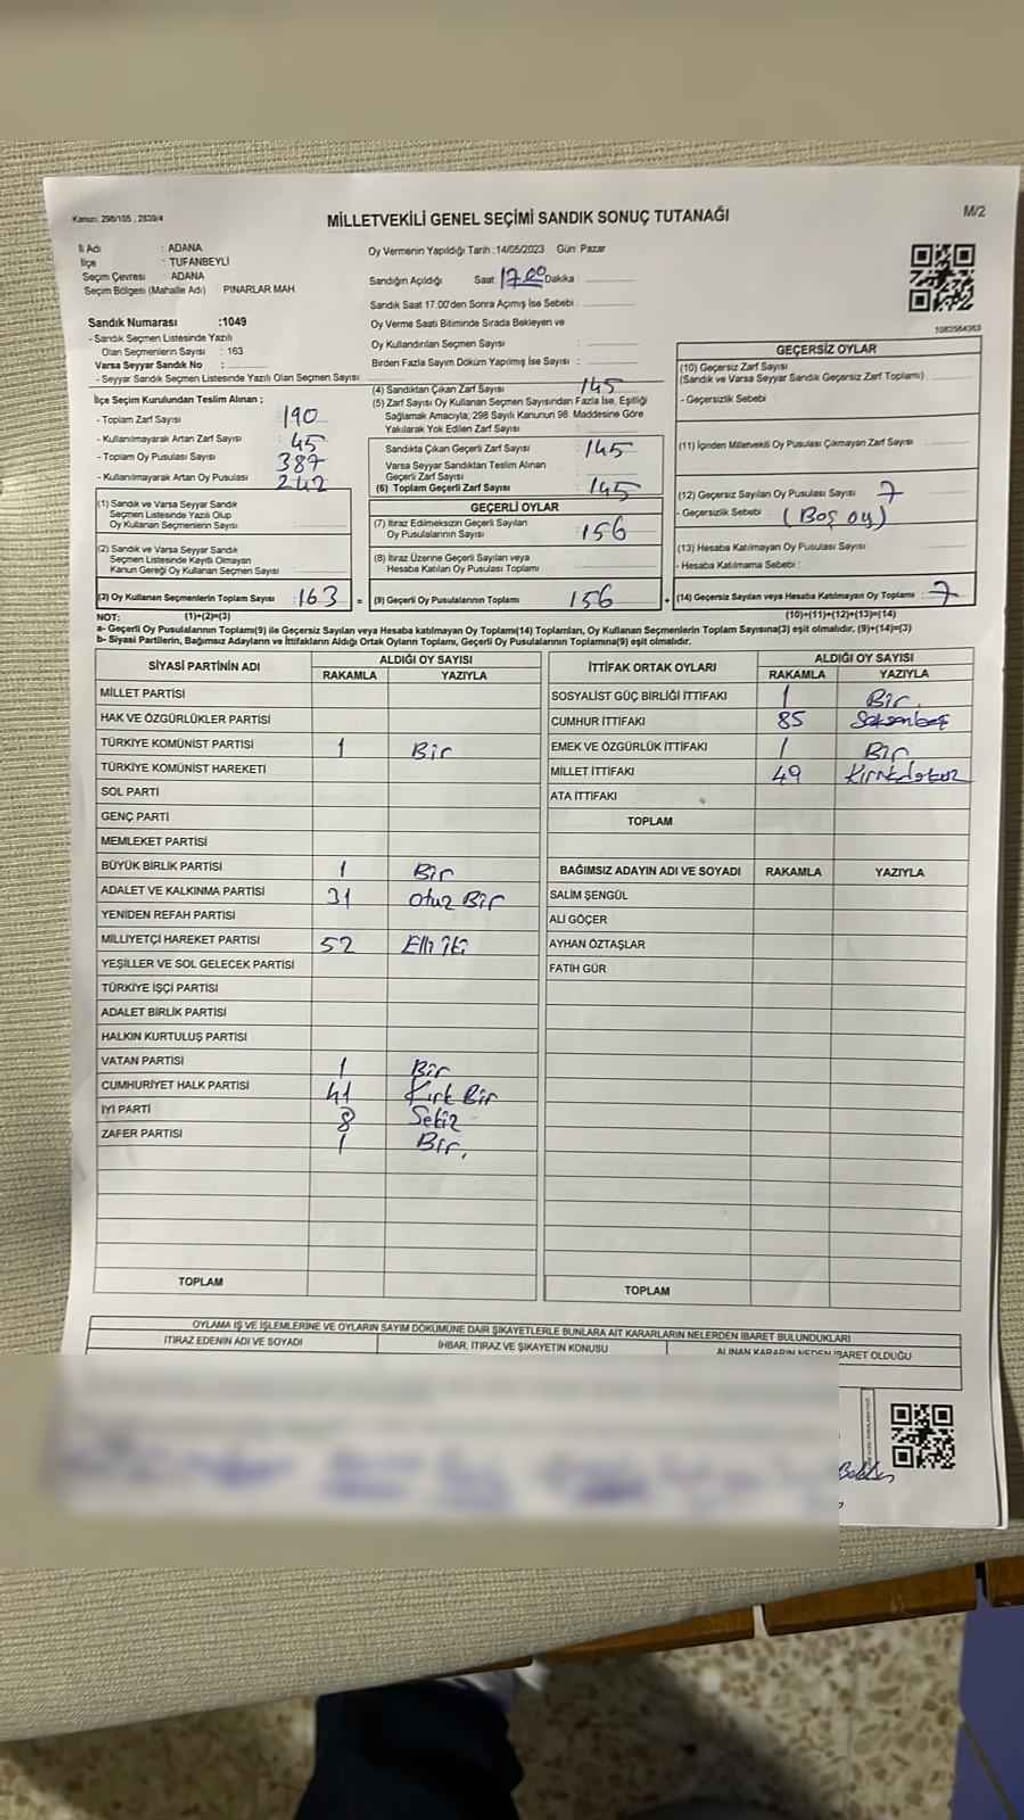 Kanun: 298/105 ; 2839/4
MİLLETVEKİLİ GENEL SEÇİMİ SANDIK SONUÇ TUTANAĞI
M/2
İl Adı : ADANA
İlçe : TUFANBEYLİ
Seçim Çevresi : ADANA
Seçim Bölgesi (Mahalle Adı) PINARLAR MAH
Oy Vermenin Yapıldığı Tarih :14/05/2023 Gün: Pazar
Sandığın Açıldığı Saat 17.00 Dakika
Sandık Saat 17.00'den Sonra Açımış İse Sebebi :
Sandık Numarası :1049
- Sandık Seçmen Listesinde Yazılı
Olan Seçmenlerin Sayısı : 163
Varsa Seyyar Sandık No :
- Seyyar Sandık Seçmen Listesinde Yazılı Olan Seçmen Sayısı :
Oy Verme Saati Bitiminde Sırada Bekleyen ve
Oy Kullandırılan Seçmen Sayısı :
Birden Fazla Sayım Döküm Yapılmış İse Sayısı :
İlçe Seçim Kurulundan Teslim Alınan ;
- Toplam Zarf Sayısı 190
- Kullanılmayarak Artan Zarf Sayısı 45
- Toplam Oy Pusulası Sayısı 387
- Kullanılmayarak Artan Oy Pusulası 242
(4) Sandıktan Çıkan Zarf Sayısı 145
(5) Zarf Sayısı Oy Kullanan Seçmen Sayısından Fazla İse, Eşitliği
Sağlamak Amacıyla, 298 Sayılı Kanunun 98. Maddesine Göre
Yakılarak Yok Edilen Zarf Sayısı :
Sandıkta Çıkan Geçerli Zarf Sayısı 145
Varsa Seyyar Sandıktan Teslim Alınan
Geçerli Zarf Sayısı
(6) Toplam Geçerli Zarf Sayısı 145
GEÇERSİZ OYLAR
(10) Geçersiz Zarf Sayısı
(Sandık ve Varsa Seyyar Sandık Geçersiz Zarf Toplamı)
- Geçersizlik Sebebi
(11) İçinden Milletvekili Oy Pusulası Çıkmayan Zarf Sayısı
(12) Geçersiz Sayılan Oy Pusulası Sayısı 7
- Geçersizlik Sebebi (Boş oy)
(13) Hesaba Katılmayan Oy Pusulası Sayısı
- Hesaba Katılmama Sebebi :
(14) Geçersiz Sayılan veya Hesaba Katılmayan Oy Toplamı 7
(10)+(11)+(12)+(13)=(14)
(1) Sandık ve Varsa Seyyar Sandık
Seçmen Listesinde Yazılı Olup
Oy Kullanan Seçmenlerin Sayısı
(2) Sandık ve Varsa Seyyar Sandık
Seçmen Listesinde Kayıtlı Olmayan
Kanun Gereği Oy Kullanan Seçmen Sayısı
(3) Oy Kullanan Seçmenlerin Toplam Sayısı 163 =
GEÇERLİ OYLAR
(7) İtiraz Edilmeksizin Geçerli Sayılan
Oy Pusulalarının Sayısı 156
(8) İtiraz Üzerine Geçerli Sayılan veya
Hesaba Katılan Oy Pusulası Toplamı
(9) Geçerli Oy Pusulalarının Toplamı 156 +
NOT: (1)+(2)=(3)
a- Geçerli Oy Pusulalarının Toplamı(9) ile Geçersiz Sayılan veya Hesaba katılmayan Oy Toplamı(14) Toplamları, Oy Kullanan Seçmenlerin Toplam Sayısına(3) eşit olmalıdır. (9)+(14)=(3)
b- Siyasi Partilerin, Bağımsız Adayların ve İttifakların Aldığı Ortak Oyların Toplamı, Geçerli Oy Pusulalarının Toplamına(9) eşit olmalıdır.
SİYASİ PARTİNİN ADI ALDIĞI OY SAYISI
RAKAMLA YAZIYLA
MİLLET PARTİSİ
HAK VE ÖZGÜRLÜKLER PARTİSİ
TÜRKİYE KOMÜNİST PARTİSİ 1 Bir
TÜRKİYE KOMÜNİST HAREKETİ
SOL PARTİ
GENÇ PARTİ
MEMLEKET PARTİSİ
BÜYÜK BİRLİK PARTİSİ 1 Bir
ADALET VE KALKINMA PARTİSİ 31 Otuz Bir
YENİDEN REFAH PARTİSİ
MİLLİYETÇİ HAREKET PARTİSİ 52 Elli iki
YEŞİLLER VE SOL GELECEK PARTİSİ
TÜRKİYE İŞÇİ PARTİSİ
ADALET BİRLİK PARTİSİ
HALKIN KURTULUŞ PARTİSİ
VATAN PARTİSİ 1 Bir
CUMHURİYET HALK PARTİSİ 41 Kırk Bir
İYİ PARTİ 8 Sekiz
ZAFER PARTİSİ 1 Bir.
TOPLAM
İTTİFAK ORTAK OYLARI ALDIĞI OY SAYISI
RAKAMLA YAZIYLA
SOSYALİST GÜÇ BİRLİĞİ İTTİFAKI 1 Bir.
CUMHUR İTTİFAKI 85 Seksenbeş
EMEK VE ÖZGÜRLÜK İTTİFAKI 1 Bir
MİLLET İTTİFAKI 49 Kırkdokuz
ATA İTTİFAKI
TOPLAM
BAĞIMSIZ ADAYIN ADI VE SOYADI RAKAMLA YAZIYLA
SALİM ŞENGÜL
ALİ GÖÇER
AYHAN ÖZTAŞLAR
FATİH GÜR
TOPLAM
OYLAMA İŞ VE İŞLEMLERİNE VE OYLARIN SAYIM DÖKÜMÜNE DAİR ŞİKAYETLERLE BUNLARA AİT KARARLARIN NELERDEN İBARET BULUNDUKLARI
İTİRAZ EDENİN ADI VE SOYADI İHBAR, İTİRAZ VE ŞİKAYETİN KONUSU ALINAN KARARIN NEDEN İBARET OLDUĞU